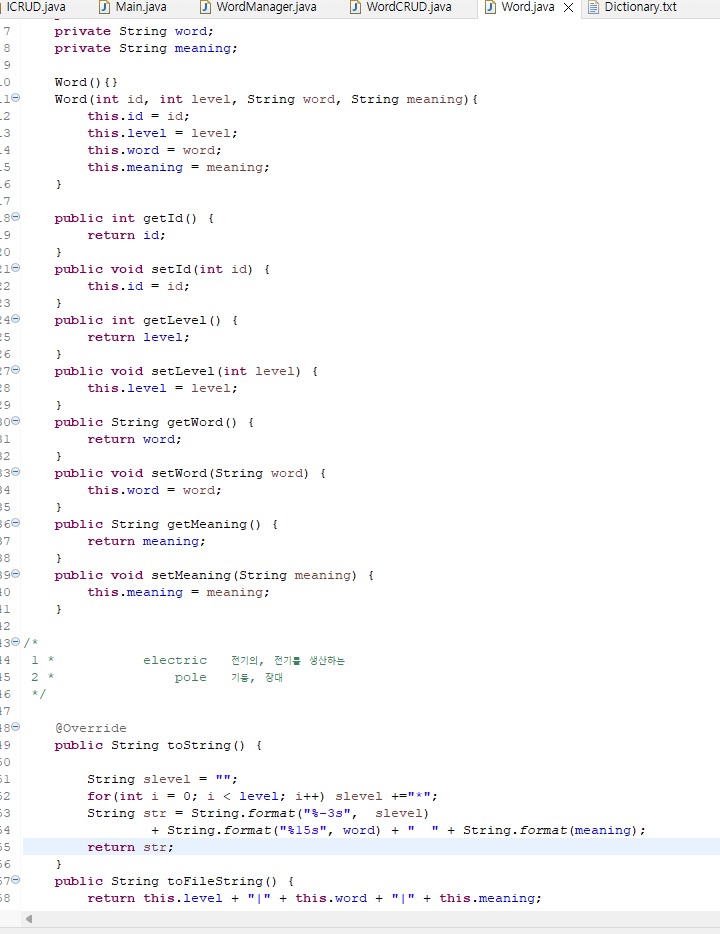 ICRUD.java Main.java WordManager.java WordCRUD.java Word.java Dictionary.txt
7 private String word;
8 private String meaning;
9
10 Word(){}
11 Word(int id, int level, String word, String meaning){
12 this.id = id;
13 this.level = level;
14 this.word = word;
15 this.meaning = meaning;
16 }
17
18 public int getId() {
19 return id;
20 }
21 public void setId(int id) {
22 this.id = id;
23 }
24 public int getLevel() {
25 return level;
26 }
27 public void setLevel(int level) {
28 this.level = level;
29 }
30 public String getWord() {
31 return word;
32 }
33 public void setWord(String word) {
34 this.word = word;
35 }
36 public String getMeaning() {
37 return meaning;
38 }
39 public void setMeaning(String meaning) {
40 this.meaning = meaning;
41 }
42
43 /*
44 1 * electric 전기의, 전기를 생산하는
45 2 * pole 기둥, 장대
46 */
47
48 @Override
49 public String toString() {
50
51 String slevel = "";
52 for(int i = 0; i < level; i++) slevel +="*";
53 String str = String.format("%-3s", slevel)
54 + String.format("%15s", word) + "  " + String.format(meaning);
55 return str;
56 }
57 public String toFileString() {
58 return this.level + "|" + this.word + "|" + this.meaning;